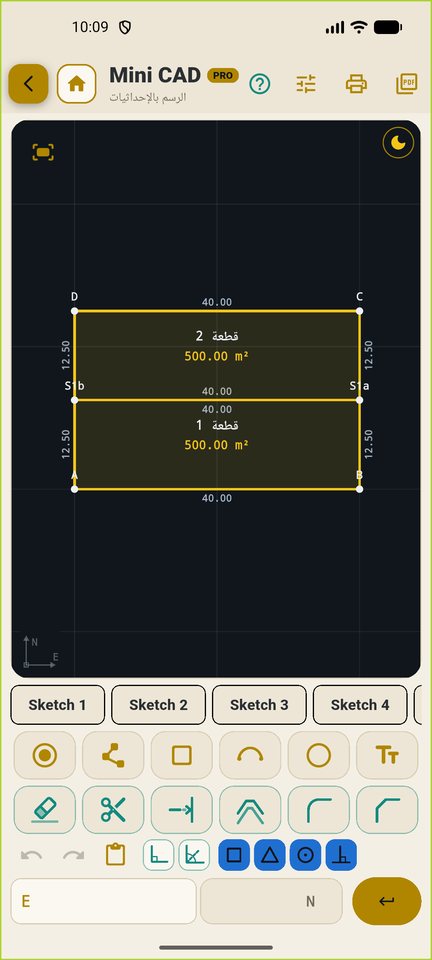 10:09
Mini CAD PRO
الرسم بالإحداثيات
PDF
D 40.00 C
قطعة 2
500.00 m²
12.50 12.50
S1b 40.00 S1a
40.00
قطعة 1
500.00 m²
12.50 12.50
A B
40.00
N
E
Sketch 1 Sketch 2 Sketch 3 Sketch 4
TT
E N